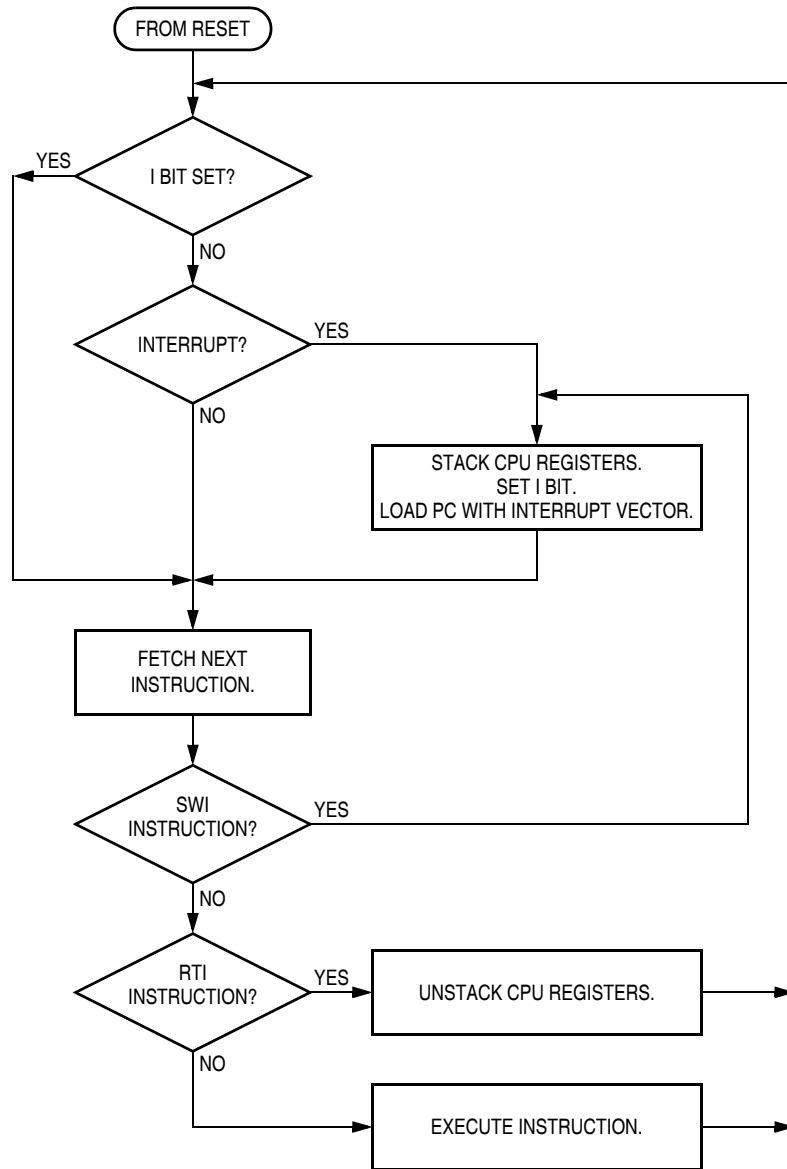 FROM RESET
YES
I BIT SET?
NO
INTERRUPT?
YES
NO
STACK CPU REGISTERS.
SET I BIT.
LOAD PC WITH INTERRUPT VECTOR.
FETCH NEXT
INSTRUCTION.
SWI
INSTRUCTION?
YES
NO
RTI
INSTRUCTION?
YES
UNSTACK CPU REGISTERS.
NO
EXECUTE INSTRUCTION.